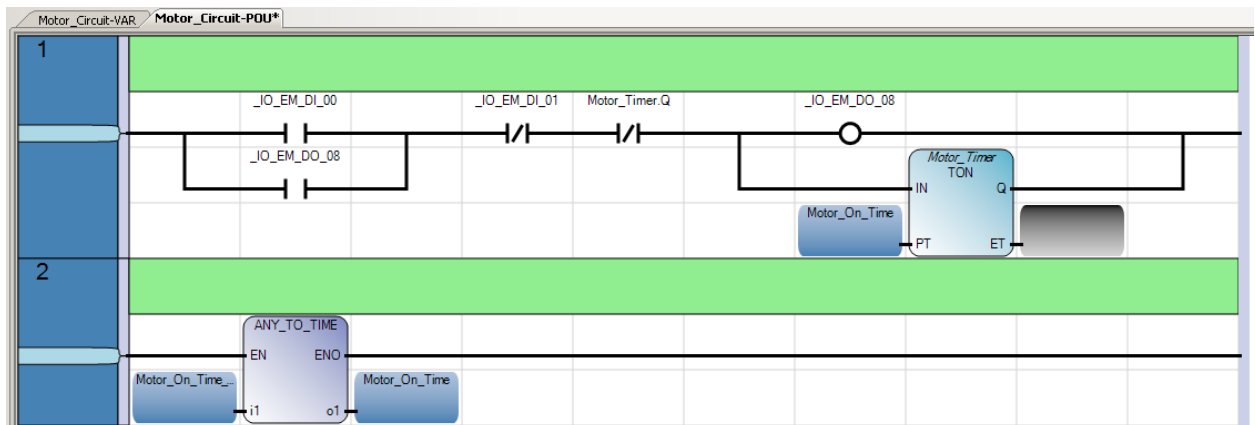 Motor_Circuit-VAR
Motor_Circuit-POU*
1
_IO_EM_DI_00
_IO_EM_DI_01
Motor_Timer.Q
_IO_EM_DO_08
_IO_EM_DO_08
Motor_Timer
TON
IN Q
Motor_On_Time
PT ET
2
ANY_TO_TIME
EN ENO
Motor_On_Time_...
Motor_On_Time
i1 o1